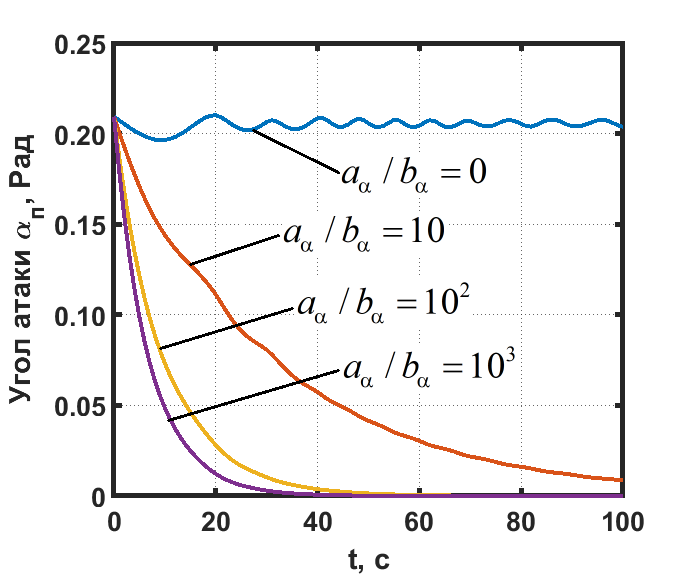 0.25
0.20
0.15
0.10
0.05
0
Угол атаки αп, Рад
aα / bα = 0
aα / bα = 10
aα / bα = 10²
aα / bα = 10³
0 20 40 60 80 100
t, с